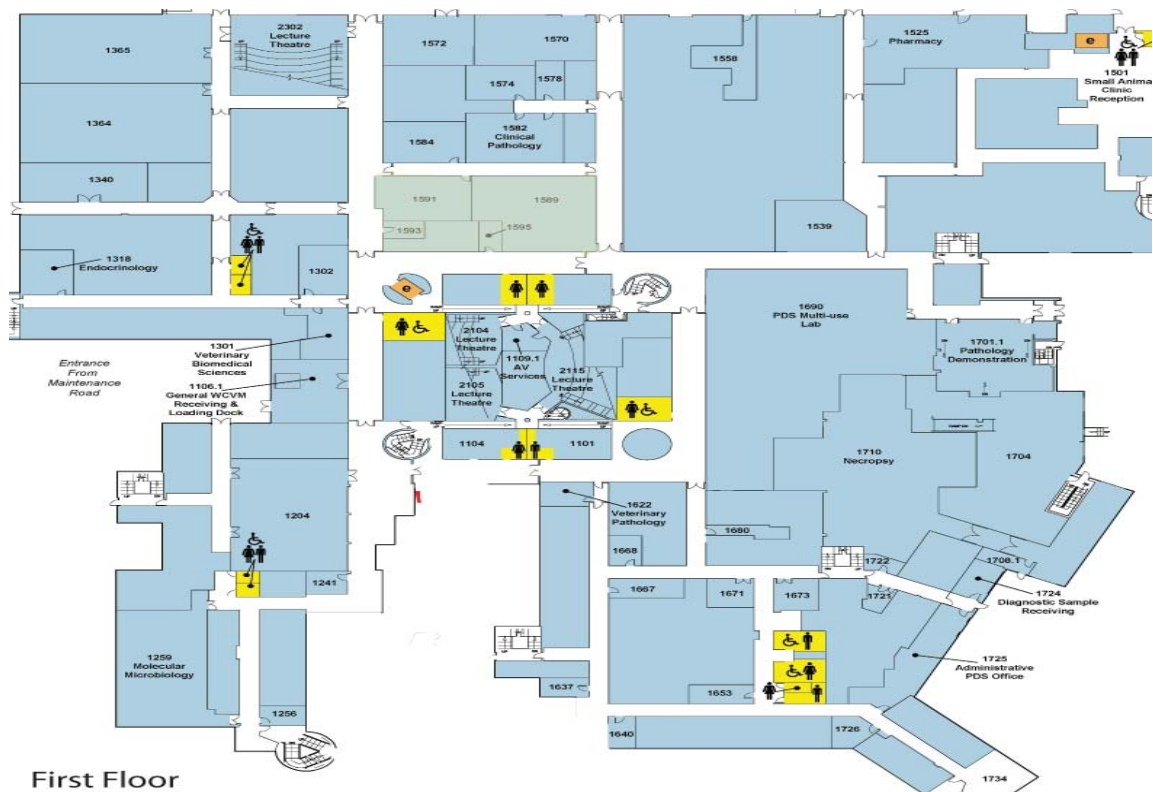 1365
2302
Lecture
Theatre
1572
1570
1558
1525
Pharmacy
e
1501
Small Anima
Clinic
Reception
1574
1578
1364
1584
1582
Clinical
Pathology
1340
1591
1589
1593
1595
1539
1318
Endocrinology
1302
e
1690
PDS Multi-use
Lab
1301
Veterinary
Biomedical
Sciences
2104
Lecture
Theatre
1109.1
AV
Services
2115
Lecture
Theatre
1701.1
Pathology
Demonstration
Entrance
From
Maintenance
Road
1106.1
General WCVM
Receiving &
Loading Dock
2105
Lecture
Theatre
1104
1101
1710
Necropsy
1704
1204
1622
Veterinary
Pathology
1680
1668
1241
1722
1708.1
1667
1671
1673
1721
1724
Diagnostic Sample
Receiving
1259
Molecular
Microbiology
1725
Administrative
PDS Office
1637
1653
1256
1640
1726
1734
First Floor